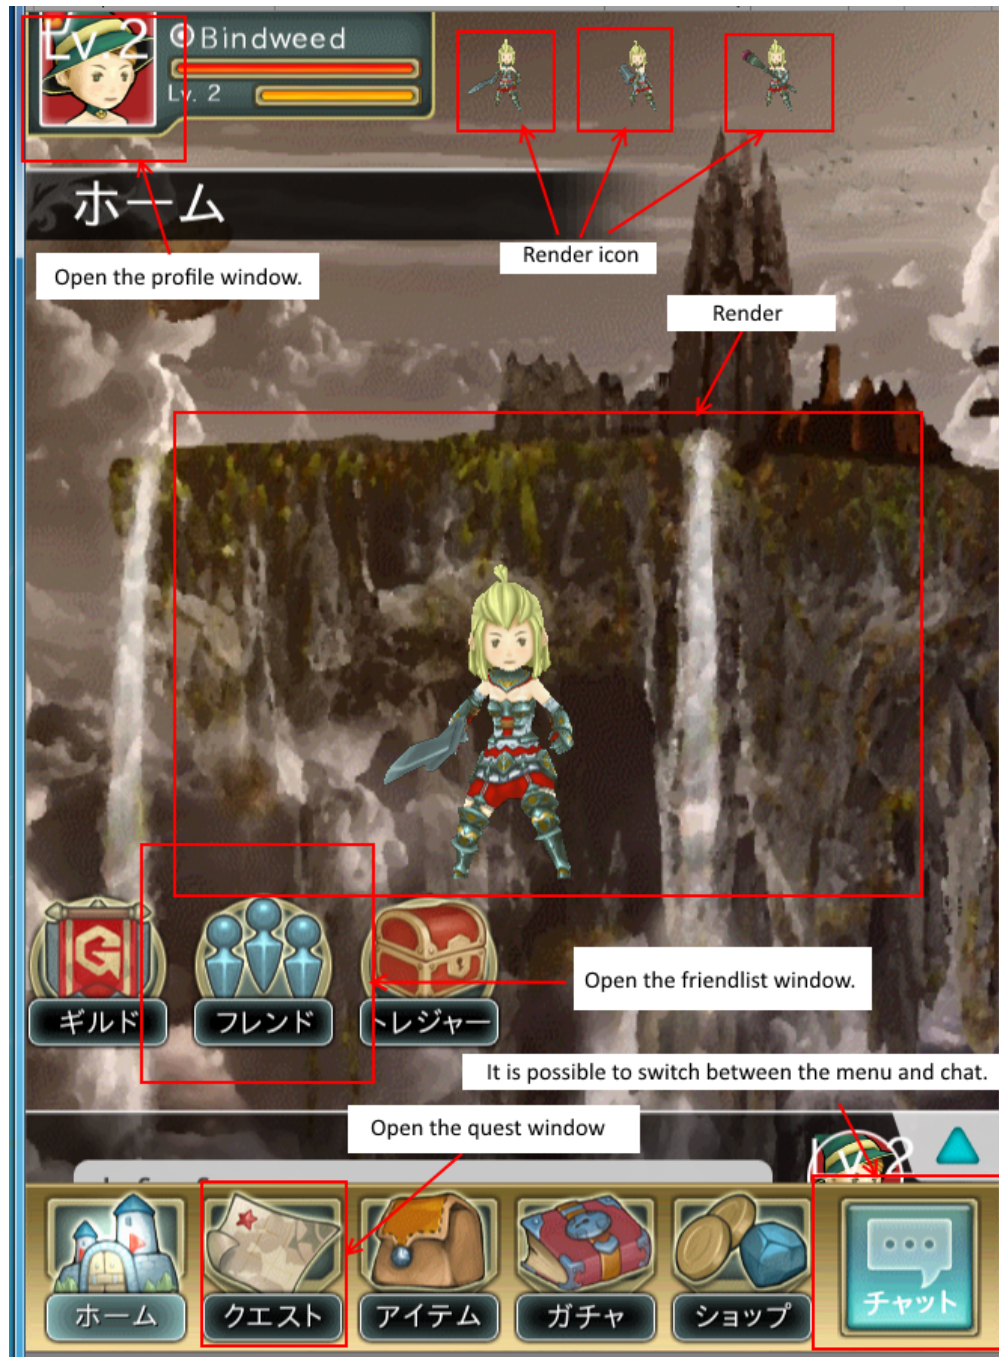 Lv.2
Bindweed
Lv. 2
ホーム
Render icon
Open the profile window.
Render
Open the friendlist window.
ギルド
フレンド
トレジャー
It is possible to switch between the menu and chat.
Open the quest window
Lv.2
ホーム
クエスト
アイテム
ガチャ
ショップ
チャット